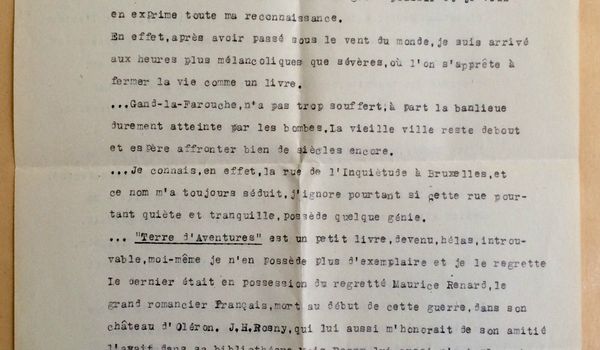 en exprime toute ma reconnaissance.
En effet,après avoir passé sous le vent du monde,je suis arrivé
aux heures plus mélancoliques que sévères,où l'on s'apprête à
fermer la vie comme un livre.
...Gand-la-Farouche,n'a pas trop souffert,à part la banlieue
durement atteinte par les bombes.La vieille ville reste debout
et espère affronter bien de siècles encore.
...Je connais,en effet,la rue de l'Inquiétude à Bruxelles,et
ce nom m'a toujours séduit,j'ignore pourtant si cette rue pour-
tant quiète et tranquille,possède quelque génie.
... "Terre d'Aventures" est un petit livre,devenu,hélas,introu-
vable,moi-même je n'en possède plus d'exemplaire et je le regrette
Le dernier était en possession du regretté Maurice Renard,le
grand romancier Français,mort au début de cette guerre,dans son
château d'Oléron. J.H.Rosny,qui lui aussi m'honorait de son amitié
l'avait dans sa bibliothèque